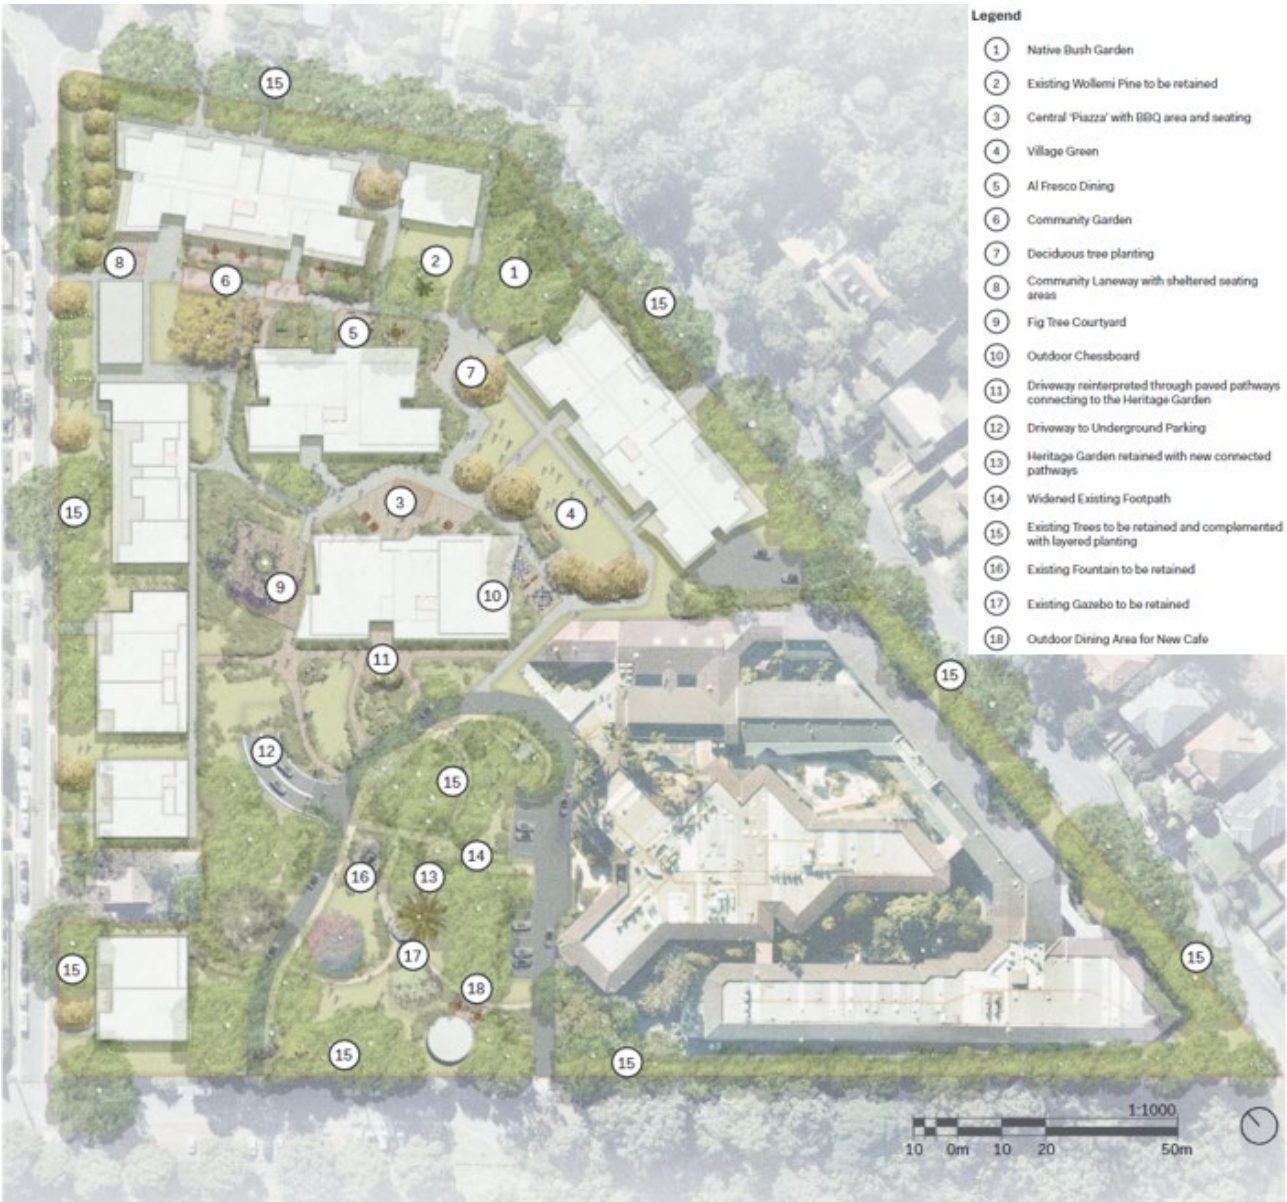 Legend
1 Native Bush Garden
2 Existing Wollemi Pine to be retained
3 Central 'Piazza' with BBQ area and seating
4 Village Green
5 Al Fresco Dining
6 Community Garden
7 Deciduous tree planting
8 Community Laneway with sheltered seating
areas
9 Fig Tree Courtyard
10 Outdoor Chessboard
11 Driveway reinterpreted through paved pathways
connecting to the Heritage Garden
12 Driveway to Underground Parking
13 Heritage Garden retained with new connected
pathways
14 Widened Existing Footpath
15 Existing Trees to be retained and complemented
with layered planting
16 Existing Fountain to be retained
17 Existing Gazebo to be retained
18 Outdoor Dining Area for New Cafe
15
8
6
2
1
15
5
7
3
4
15
9
10
11
15
12
15
14
16
13
17
15
15
18
15
15
1:1000
10 0m 10 20 50m